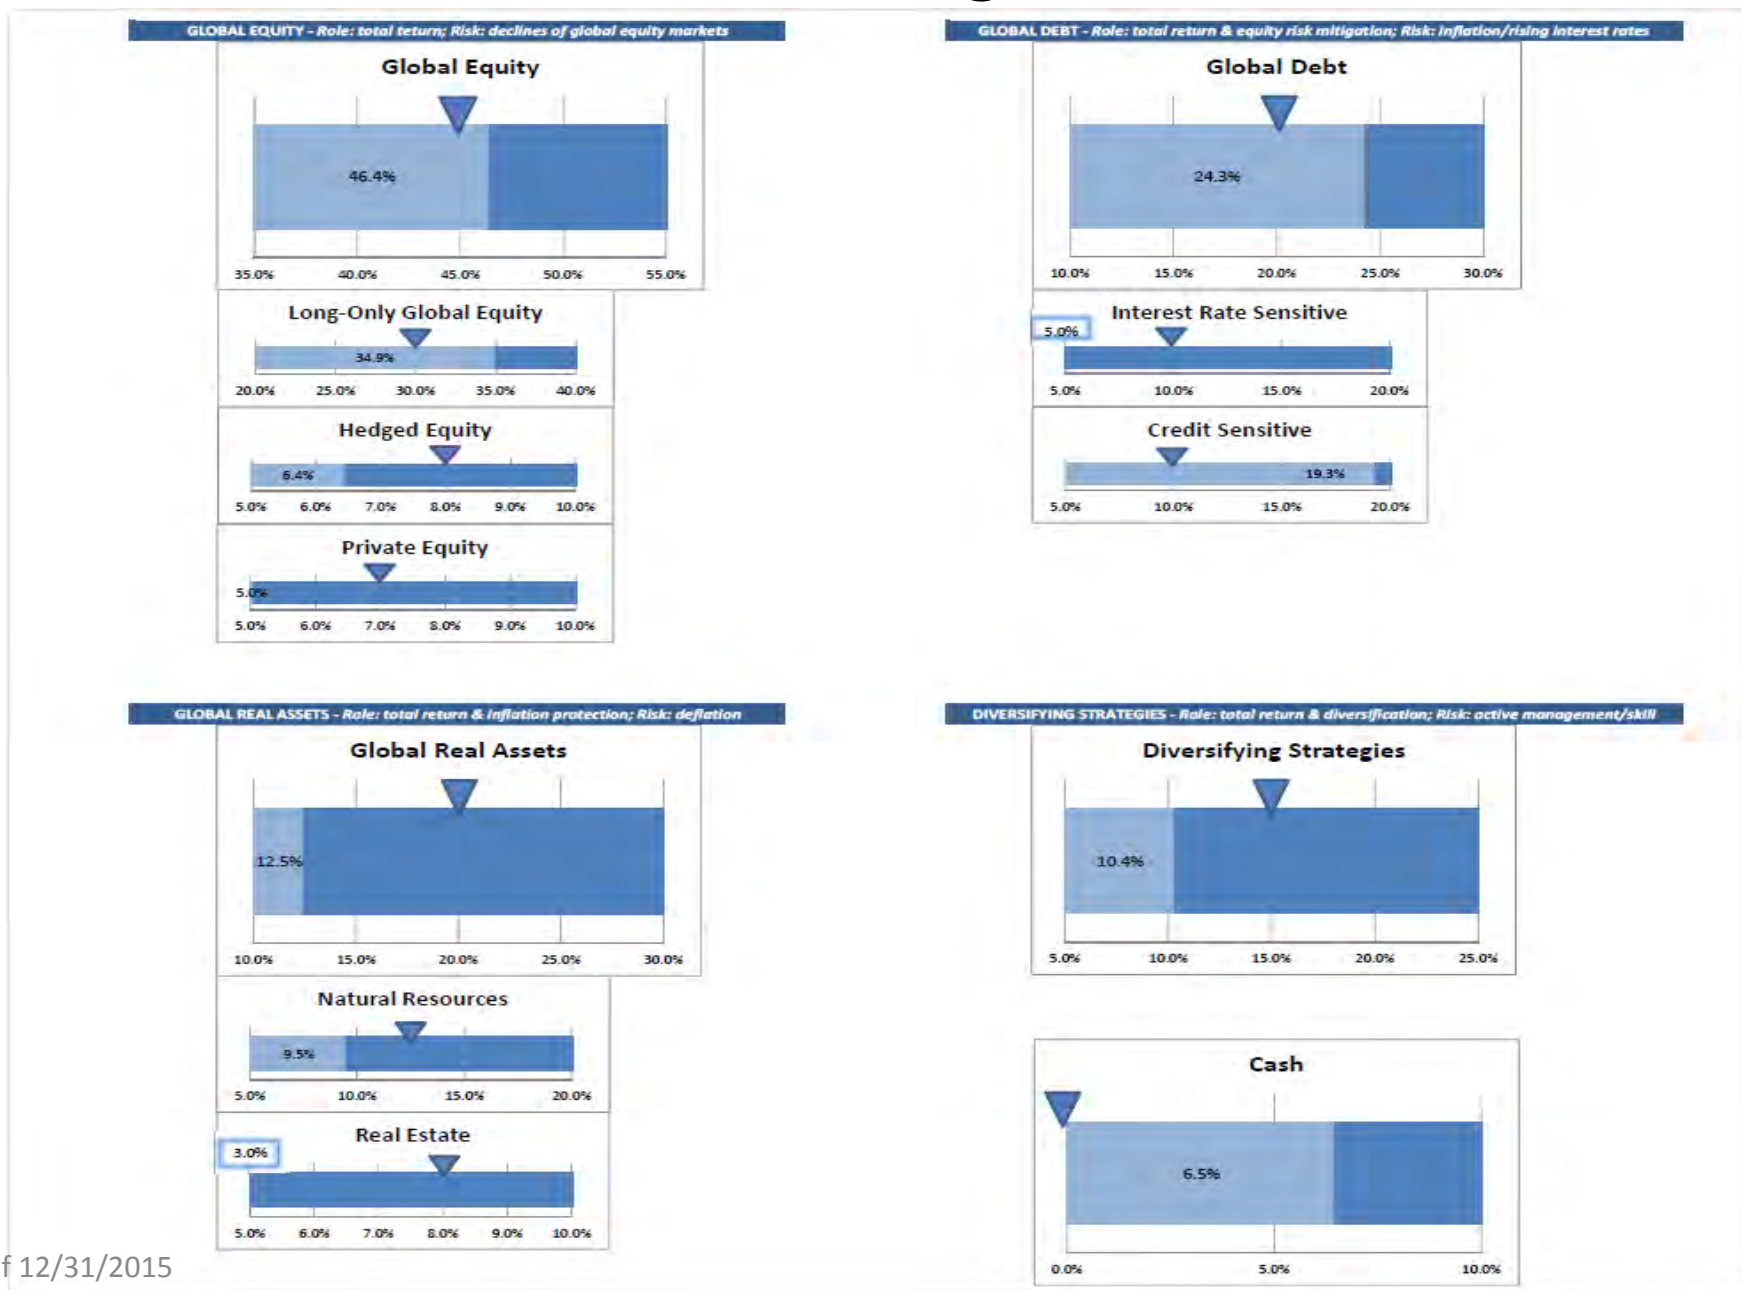 GLOBAL EQUITY - Role: total teturn; Risk: declines of global equity markets
Global Equity
46.4%
35.0% 40.0% 45.0% 50.0% 55.0%
Long-Only Global Equity
34.9%
20.0% 25.0% 30.0% 35.0% 40.0%
Hedged Equity
6.4%
5.0% 6.0% 7.0% 8.0% 9.0% 10.0%
Private Equity
5.0%
5.0% 6.0% 7.0% 8.0% 9.0% 10.0%
GLOBAL DEBT - Role: total return & equity risk mitigation; Risk: inflation/rising interest rates
Global Debt
24.3%
10.0% 15.0% 20.0% 25.0% 30.0%
Interest Rate Sensitive
5.0%
5.0% 10.0% 15.0% 20.0%
Credit Sensitive
19.3%
5.0% 10.0% 15.0% 20.0%
GLOBAL REAL ASSETS - Role: total return & inflation protection; Risk: deflation
Global Real Assets
12.5%
10.0% 15.0% 20.0% 25.0% 30.0%
Natural Resources
9.5%
5.0% 10.0% 15.0% 20.0%
Real Estate
3.0%
5.0% 6.0% 7.0% 8.0% 9.0% 10.0%
DIVERSIFYING STRATEGIES - Role: total return & diversification; Risk: active management/skill
Diversifying Strategies
10.4%
5.0% 10.0% 15.0% 20.0% 25.0%
Cash
6.5%
0.0% 5.0% 10.0%
f 12/31/2015